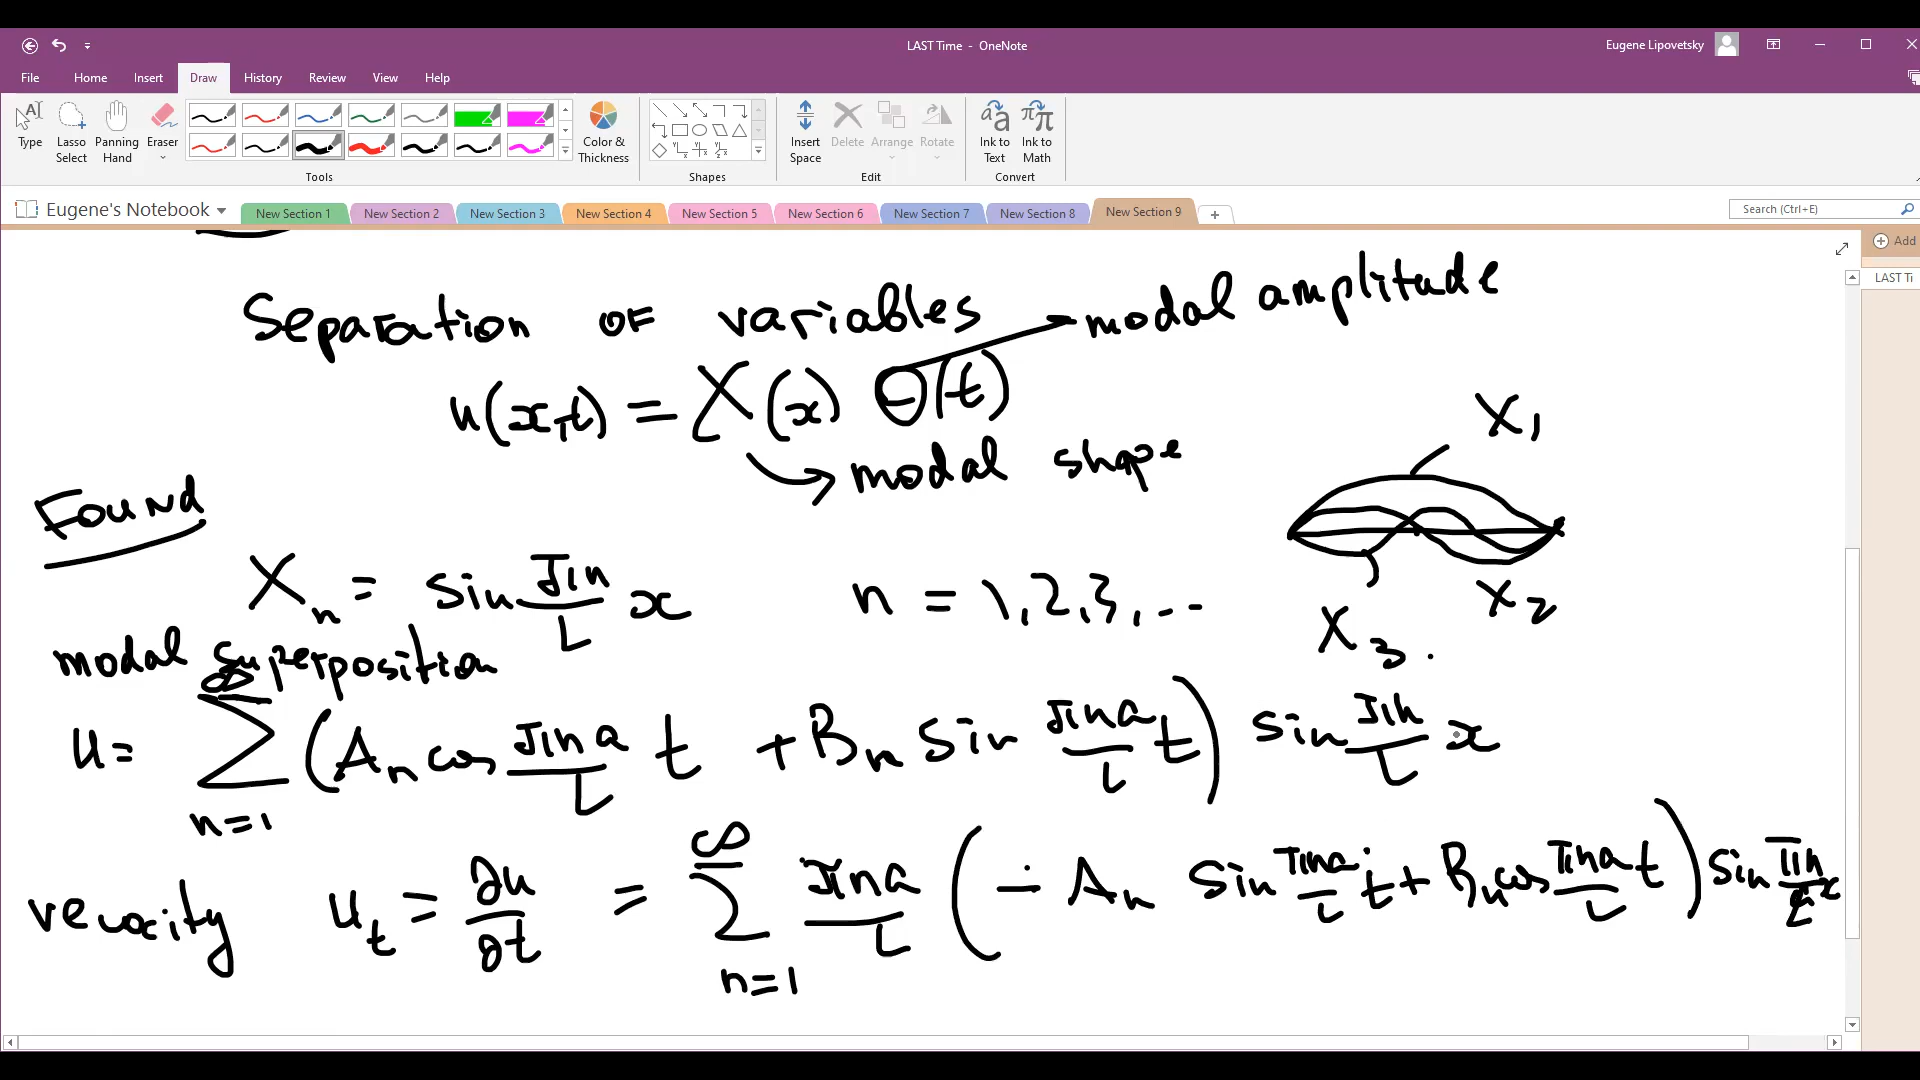 LAST Time - OneNote
Eugene Lipovetsky
File Home Insert Draw History Review View Help
Type
Lasso Select
Panning Hand
Eraser
Color & Thickness
Insert Space
Delete
Arrange
Rotate
Ink to Text
Ink to Math
Tools
Shapes
Edit
Convert
Eugene's Notebook
New Section 1 New Section 2 New Section 3 New Section 4 New Section 5 New Section 6 New Section 7 New Section 8 New Section 9
Search (Ctrl+E)
Add
LAST Ti
Separation of variables → modal amplitude
u(x,t) = X(x) Θ(t)
→ modal shape
X₁
X₂
X₃
Found
Xₙ = sin πn/L x n = 1,2,3,...
modal superposition
u = ∑ₙ₌₁^∞ (Aₙ cos πna/L t + Bₙ sin πna/L t) sin πn/L x
velocity uₜ = ∂u/∂t = ∑ₙ₌₁^∞ πna/L (- Aₙ sin πna/L t + Bₙ cos πna/L t) sin πn/L x